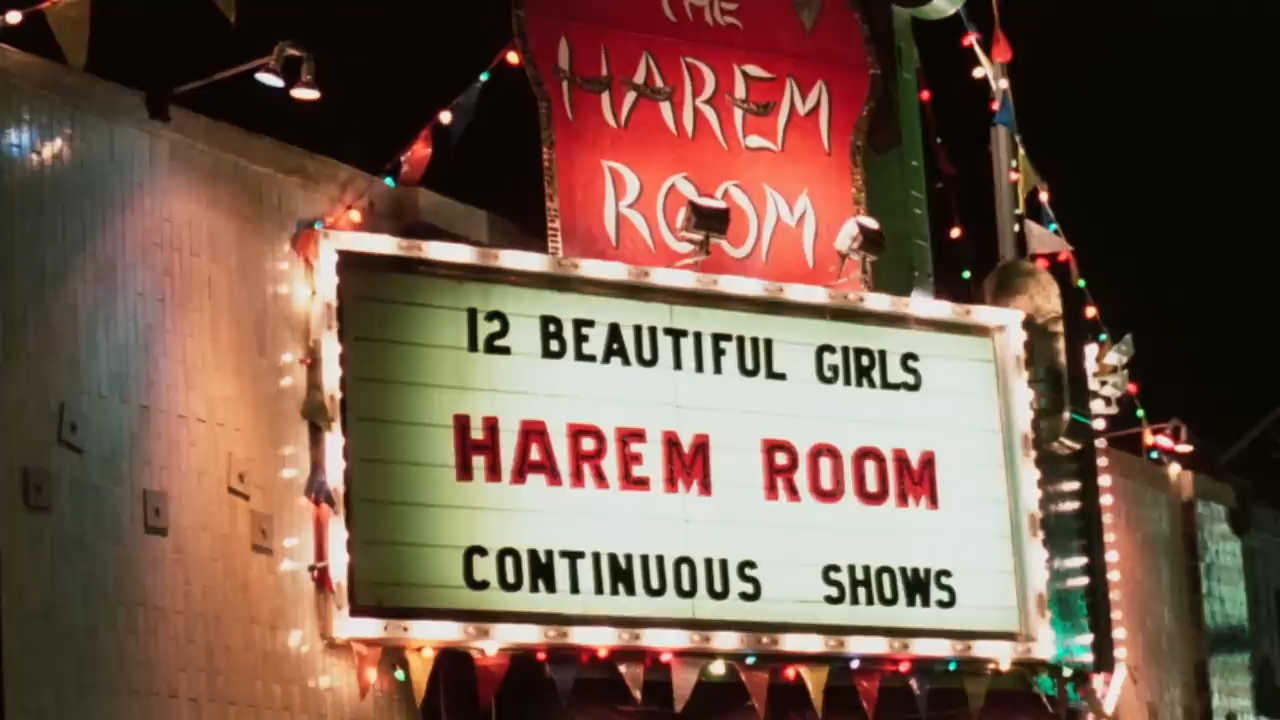 THE
HAREM
ROOM
12 BEAUTIFUL GIRLS
HAREM ROOM
CONTINUOUS SHOWS